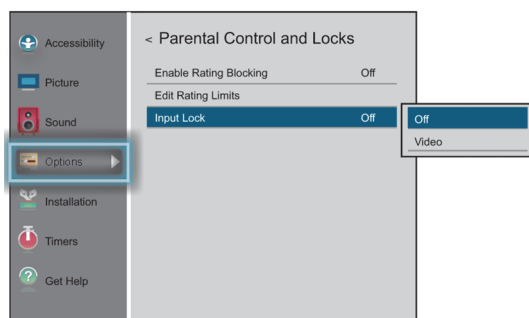 Accessibility
Picture
Sound
Options
Installation
Timers
Get Help
< Parental Control and Locks
Enable Rating Blocking Off
Edit Rating Limits
Input Lock Off
Off
Video